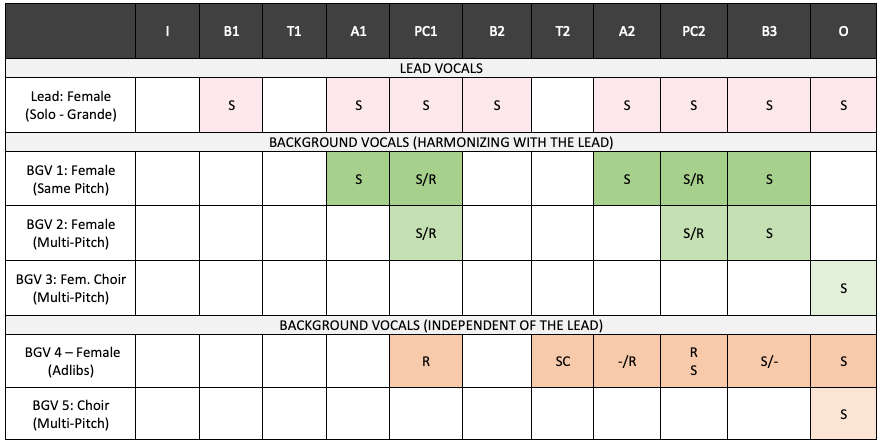 I B1 T1 A1 PC1 B2 T2 A2 PC2 B3 O
LEAD VOCALS
Lead: Female
(Solo - Grande)
S S S S S S S S
BACKGROUND VOCALS (HARMONIZING WITH THE LEAD)
BGV 1: Female
(Same Pitch)
S S/R S S/R S
BGV 2: Female
(Multi-Pitch)
S/R S/R S
BGV 3: Fem. Choir
(Multi-Pitch)
S
BACKGROUND VOCALS (INDEPENDENT OF THE LEAD)
BGV 4 – Female
(Adlibs)
R SC -/R R
S
S/- S
BGV 5: Choir
(Multi-Pitch)
S